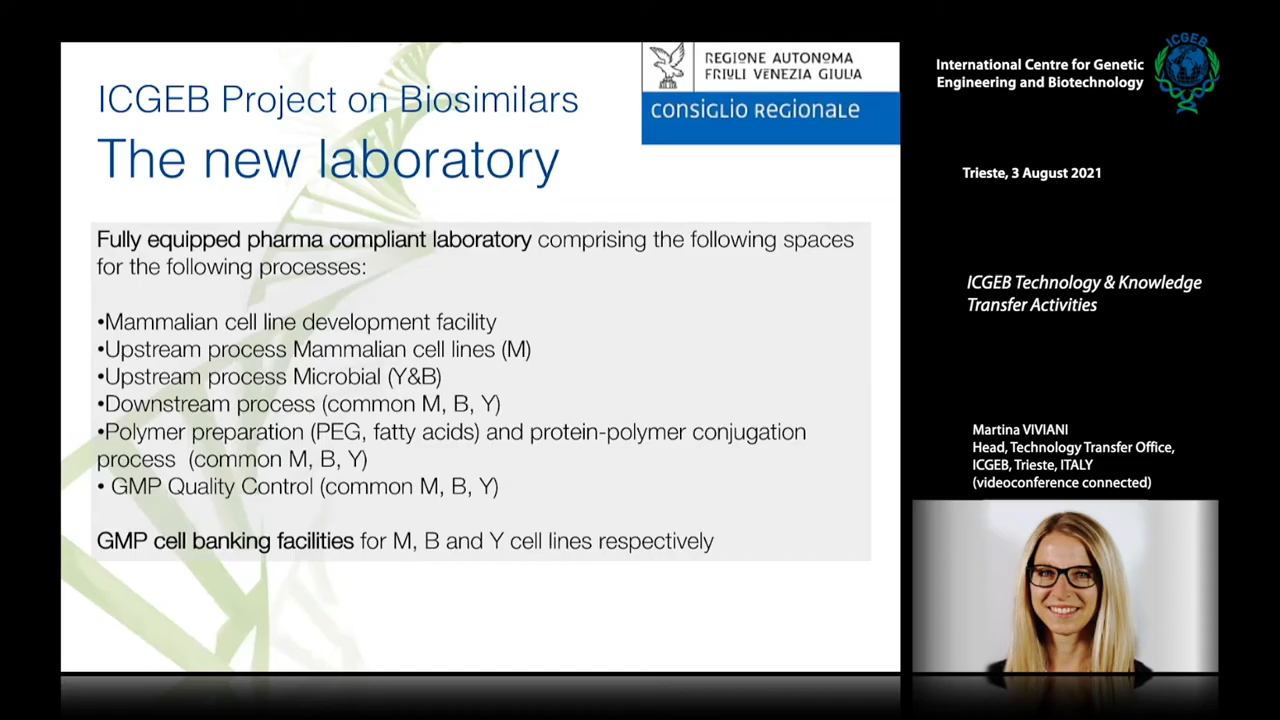 ICGEB Project on Biosimilars
The new laboratory
REGIONE AUTONOMA
FRIULI VENEZIA GIULIA
CONSIGLIO REGIONALE
Fully equipped pharma compliant laboratory comprising the following spaces
for the following processes:
•Mammalian cell line development facility
•Upstream process Mammalian cell lines (M)
•Upstream process Microbial (Y&B)
•Downstream process (common M, B, Y)
•Polymer preparation (PEG, fatty acids) and protein-polymer conjugation
process (common M, B, Y)
• GMP Quality Control (common M, B, Y)
GMP cell banking facilities for M, B and Y cell lines respectively
International Centre for Genetic
Engineering and Biotechnology
ICGEB
Trieste, 3 August 2021
ICGEB Technology & Knowledge
Transfer Activities
Martina VIVIANI
Head, Technology Transfer Office,
ICGEB, Trieste, ITALY
(videoconference connected)